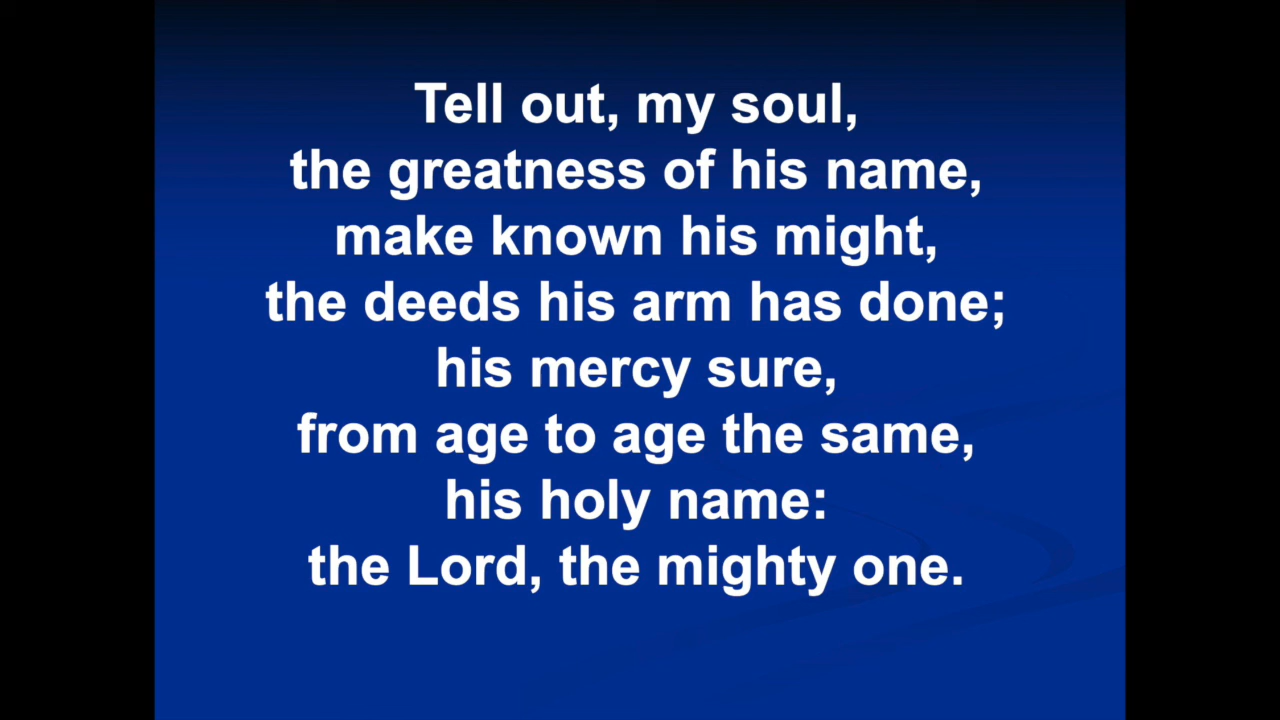 Tell out, my soul,
the greatness of his name,
make known his might,
the deeds his arm has done;
his mercy sure,
from age to age the same,
his holy name:
the Lord, the mighty one.